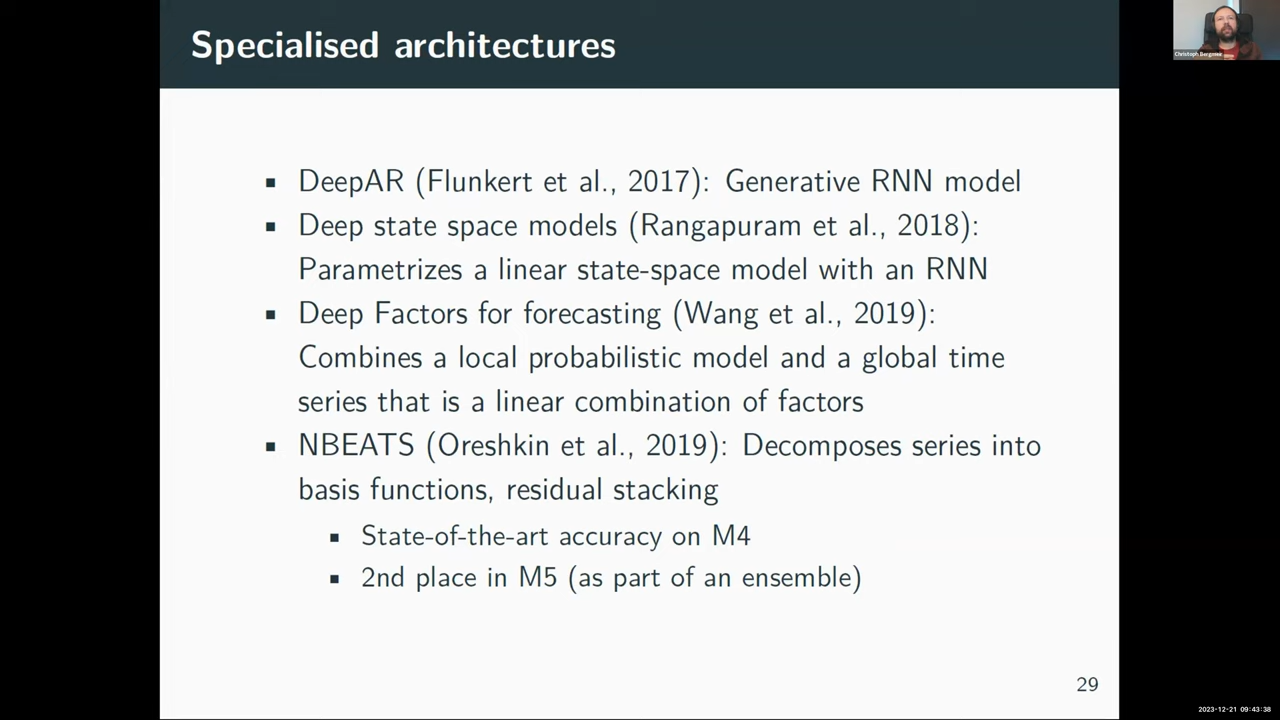 Specialised architectures
Christoph Bergmeir
▪ DeepAR (Flunkert et al., 2017): Generative RNN model
▪ Deep state space models (Rangapuram et al., 2018):
Parametrizes a linear state-space model with an RNN
▪ Deep Factors for forecasting (Wang et al., 2019):
Combines a local probabilistic model and a global time
series that is a linear combination of factors
▪ NBEATS (Oreshkin et al., 2019): Decomposes series into
basis functions, residual stacking
▪ State-of-the-art accuracy on M4
▪ 2nd place in M5 (as part of an ensemble)
29
2023-12-21 09:43:38